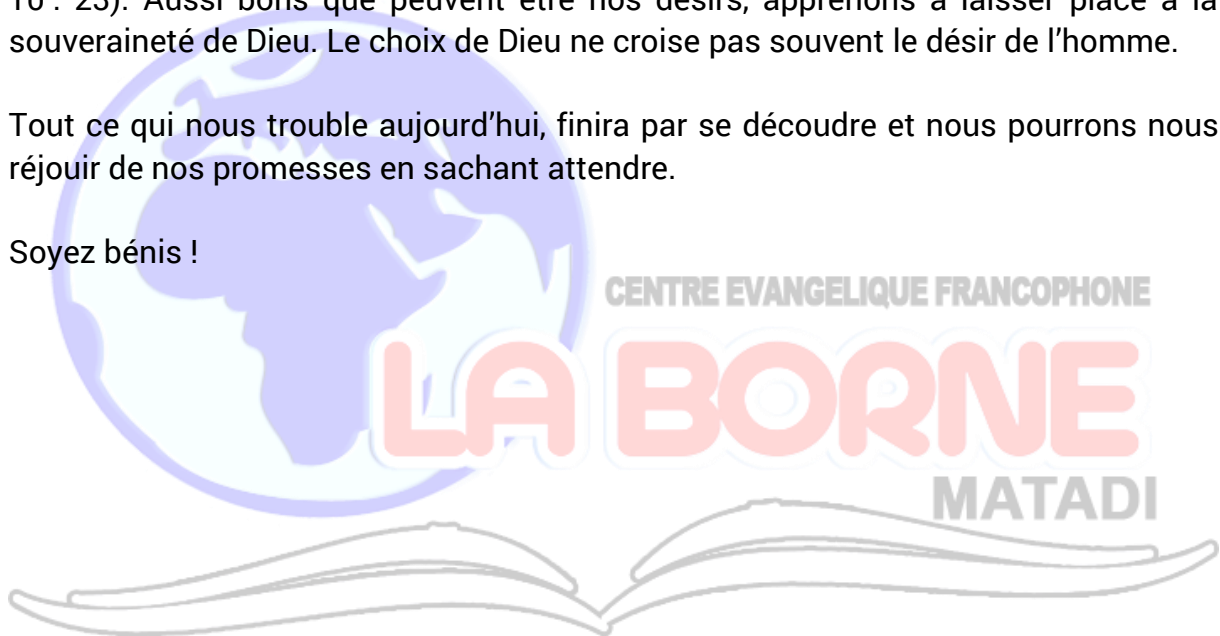 10 : 23). Aussi bons que peuvent être nos désirs, apprenons à laisser place à la
souveraineté de Dieu. Le choix de Dieu ne croise pas souvent le désir de l’homme.
Tout ce qui nous trouble aujourd’hui, finira par se découdre et nous pourrons nous
réjouir de nos promesses en sachant attendre.
Soyez bénis !
CENTRE EVANGELIQUE FRANCOPHONE
LA BORNE
MATADI